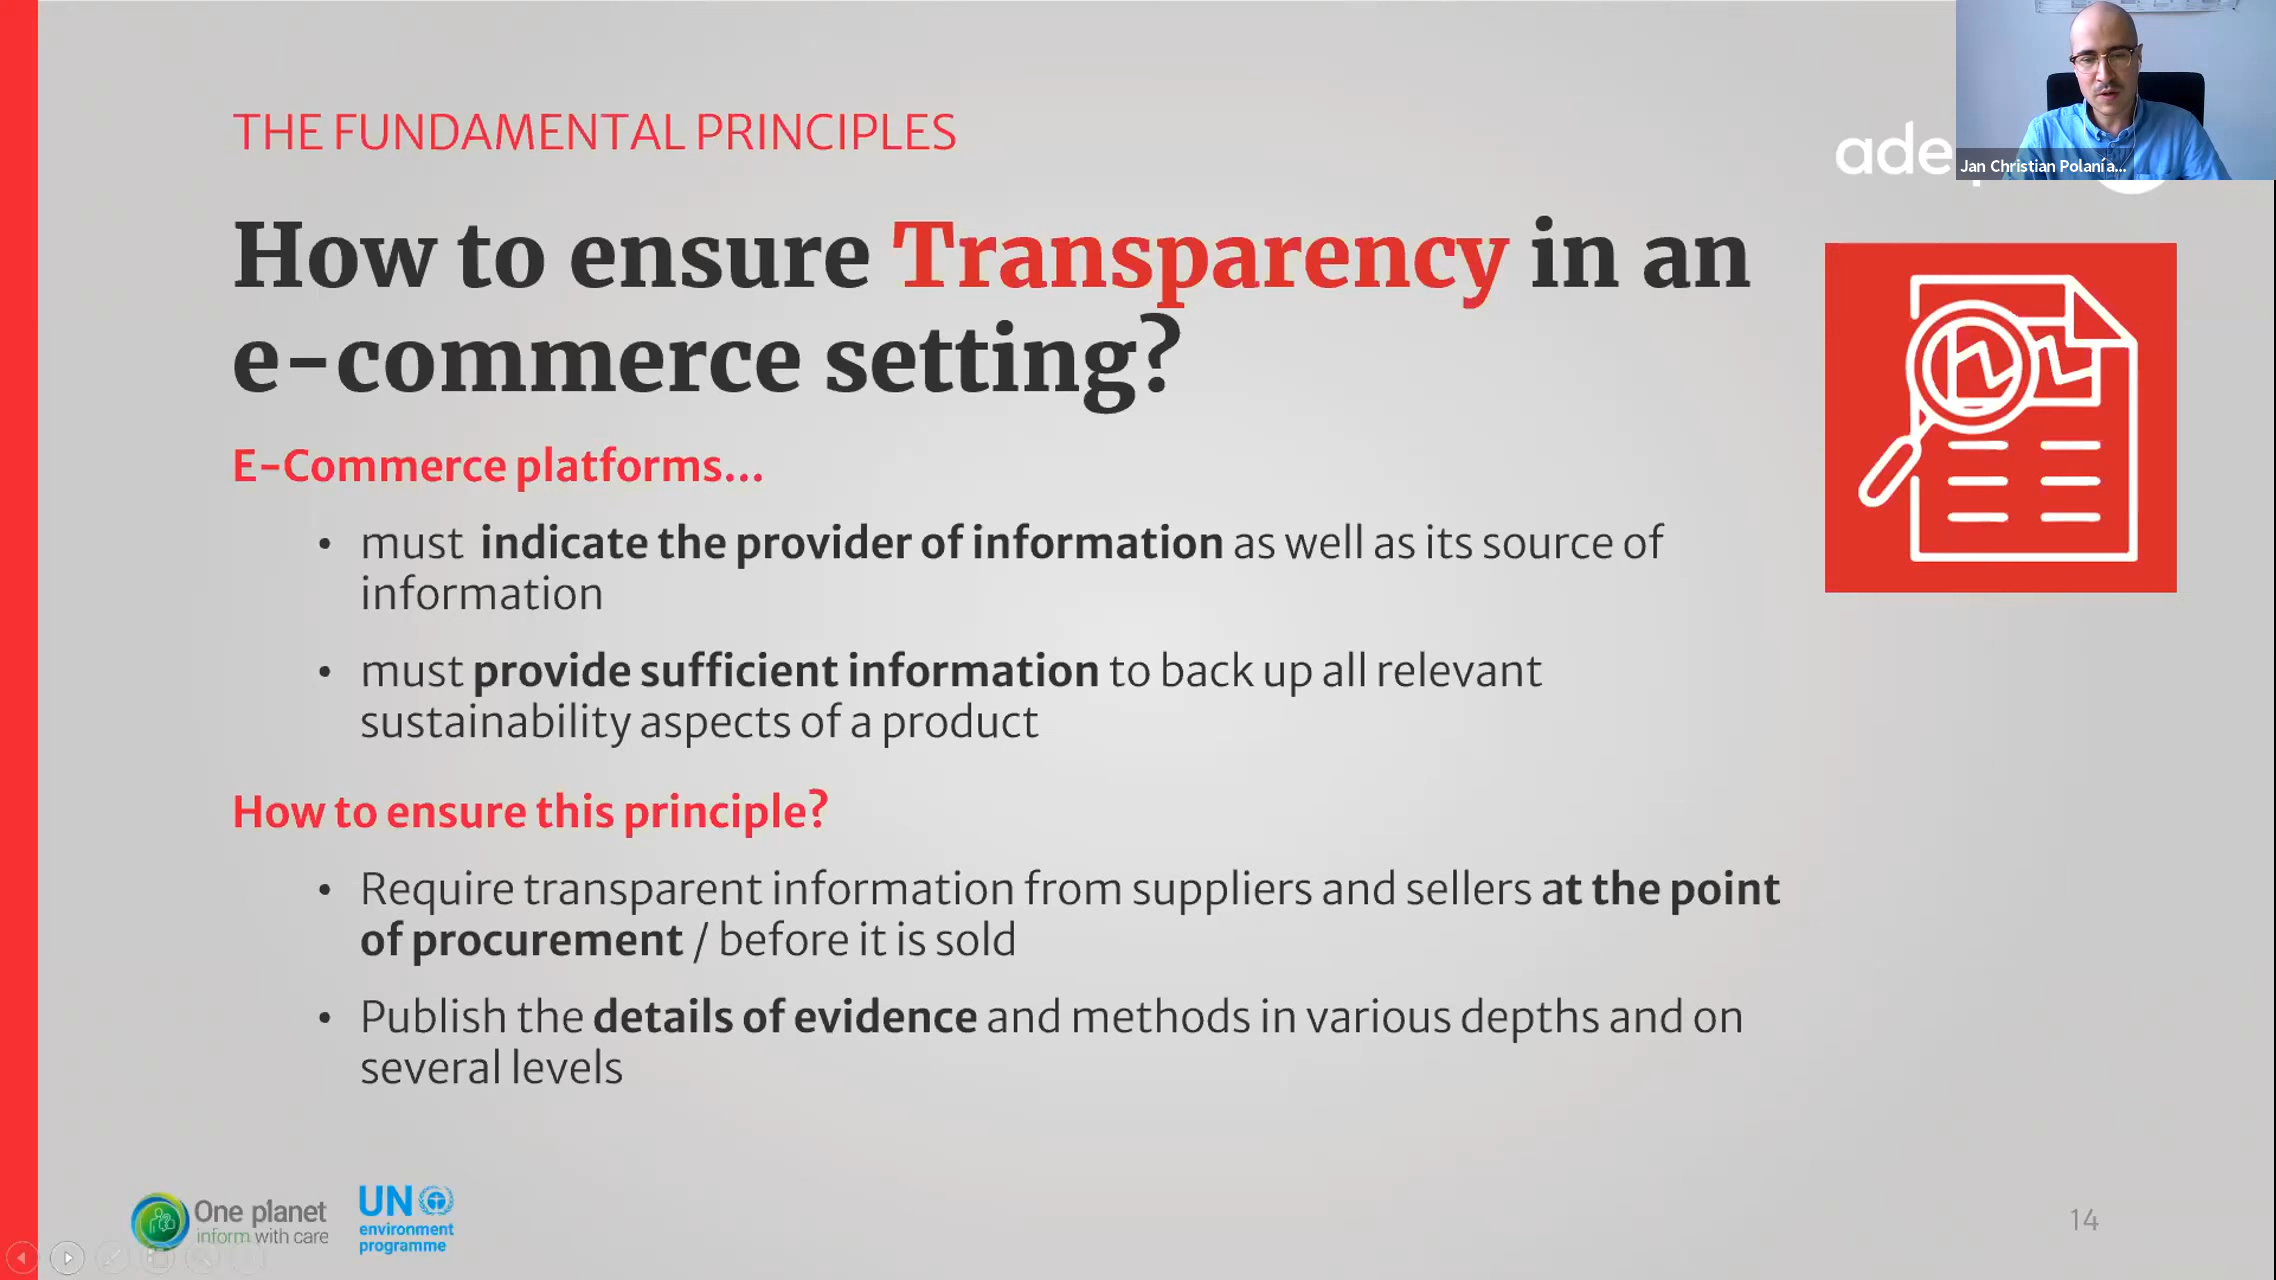 THE FUNDAMENTAL PRINCIPLES
ade
Jan Christian Polanía...
How to ensure Transparency in an
e-commerce setting?
E-Commerce platforms...
• must indicate the provider of information as well as its source of
information
• must provide sufficient information to back up all relevant
sustainability aspects of a product
How to ensure this principle?
• Require transparent information from suppliers and sellers at the point
of procurement / before it is sold
• Publish the details of evidence and methods in various depths and on
several levels
One planet
inform with care
UN
environment
programme
14